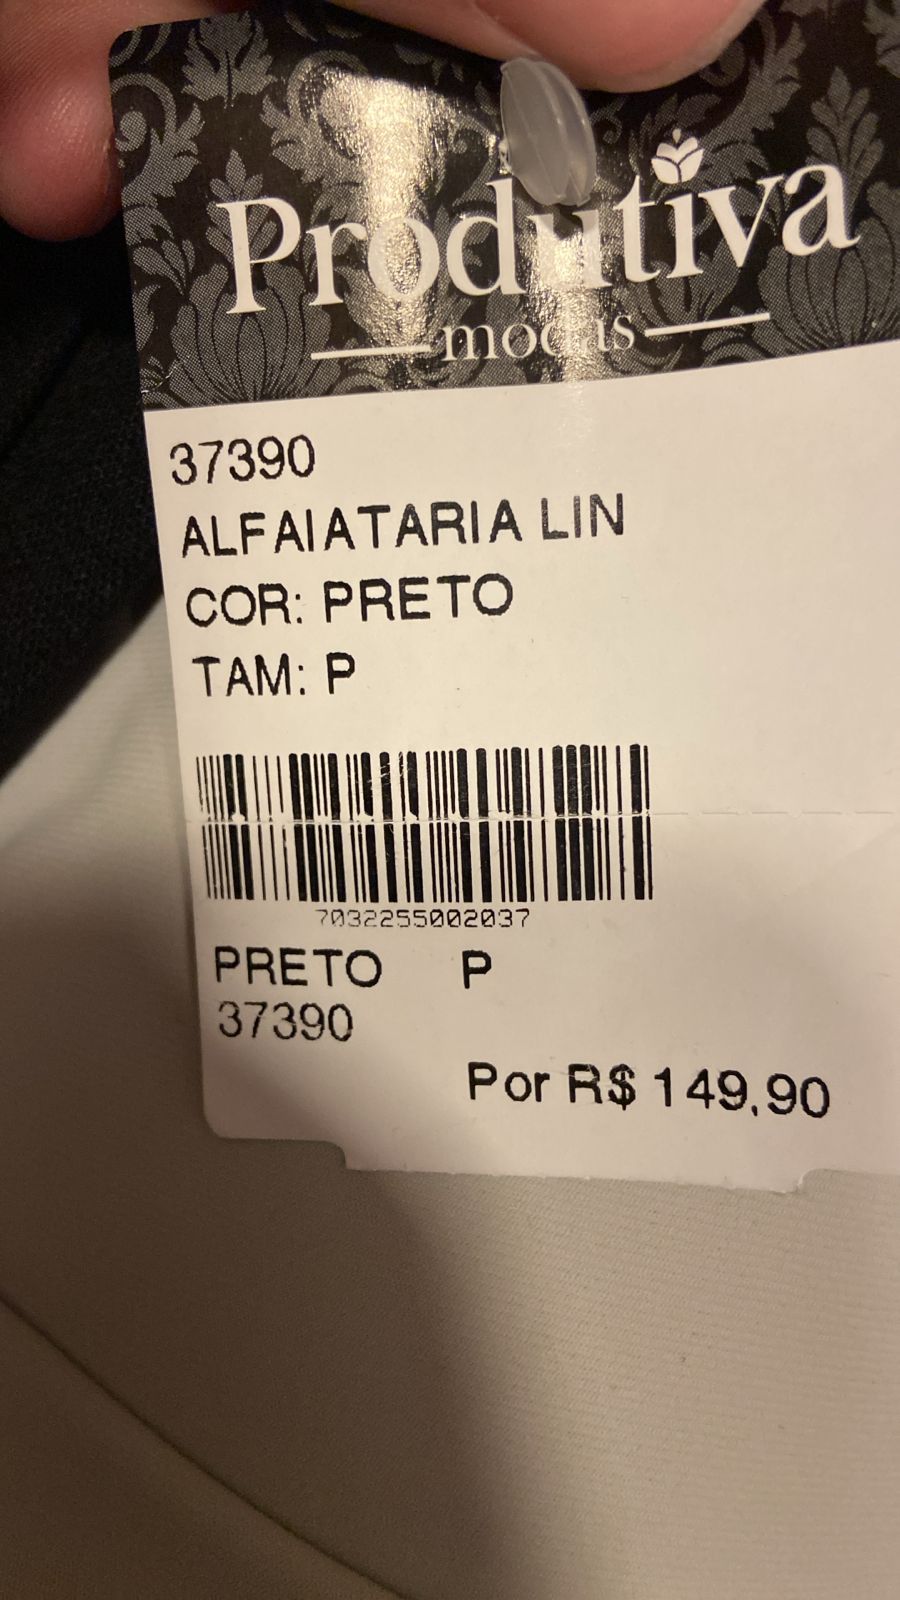 Produtiva
modas
37390
ALFAIATARIA LIN
COR: PRETO
TAM: P
7032255002037
PRETO P
37390
Por R$ 149,90